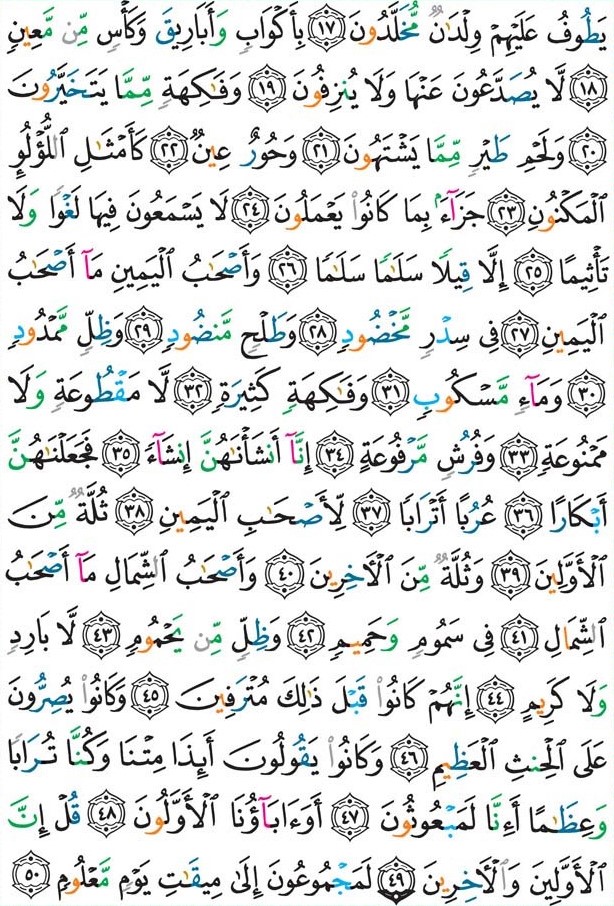 يَطُوفُ عَلَيۡهِمۡ وِلۡدَٰنٞ مُّخَلَّدُونَ ١٧ بِأَكۡوَابٖ وَأَبَارِيقَ وَكَأۡسٖ مِّن مَّعِينٖ
١٨ لَّا يُصَدَّعُونَ عَنۡهَا وَلَا يُنزِفُونَ ١٩ وَفَٰكِهَةٖ مِّمَّا يَتَخَيَّرُونَ
٢٠ وَلَحۡمِ طَيۡرٖ مِّمَّا يَشۡتَهُونَ ٢١ وَحُورٌ عِينٞ ٢٢ كَأَمۡثَٰلِ ٱللُّؤۡلُوِٕ
ٱلۡمَكۡنُونِ ٢٣ جَزَآءَۢ بِمَا كَانُواْ يَعۡمَلُونَ ٢٤ لَا يَسۡمَعُونَ فِيهَا لَغۡوٗا وَلَا
تَأۡثِيمًا ٢٥ إِلَّا قِيلٗا سَلَٰمٗا سَلَٰمٗا ٢٦ وَأَصۡحَٰبُ ٱلۡيَمِينِ مَآ أَصۡحَٰبُ
ٱلۡيَمِينِ ٢٧ فِي سِدۡرٖ مَّخۡضُودٖ ٢٨ وَطَلۡحٖ مَّنضُودٖ ٢٩ وَظِلّٖ مَّمۡدُودٖ
٣٠ وَمَآءٖ مَّسۡكُوبٖ ٣١ وَفَٰكِهَةٖ كَثِيرَةٖ ٣٢ لَّا مَقۡطُوعَةٖ وَلَا
مَمۡنُوعَةٖ ٣٣ وَفُرُشٖ مَّرۡفُوعَةٍ ٣٤ إِنَّآ أَنشَأۡنَٰهُنَّ إِنشَآءٗ ٣٥ فَجَعَلۡنَٰهُنَّ
أَبۡكَارًا ٣٦ عُرُبًا أَتۡرَابٗا ٣٧ لِّأَصۡحَٰبِ ٱلۡيَمِينِ ٣٨ ثُلَّةٞ مِّنَ
ٱلۡأَوَّلِينَ ٣٩ وَثُلَّةٞ مِّنَ ٱلۡأٓخِرِينَ ٤٠ وَأَصۡحَٰبُ ٱلشِّمَالِ مَآ أَصۡحَٰبُ
ٱلشِّمَالِ ٤١ فِي سَمُومٖ وَحَمِيمٖ ٤٢ وَظِلّٖ مِّن يَحۡمُومٖ ٤٣ لَّا بَارِدٖ
وَلَا كَرِيمٍ ٤٤ إِنَّهُمۡ كَانُواْ قَبۡلَ ذَٰلِكَ مُتۡرَفِينَ ٤٥ وَكَانُواْ يُصِرُّونَ
عَلَى ٱلۡحِنثِ ٱلۡعَظِيمِ ٤٦ وَكَانُواْ يَقُولُونَ أَئِذَا مِتۡنَا وَكُنَّا تُرَابٗا
وَعِظَٰمًا أَءِنَّا لَمَبۡعُوثُونَ ٤٧ أَوَءَابَآؤُنَا ٱلۡأَوَّلُونَ ٤٨ قُلۡ إِنَّ
ٱلۡأَوَّلِينَ وَٱلۡأٓخِرِينَ ٤٩ لَمَجۡمُوعُونَ إِلَىٰ مِيقَٰتِ يَوۡمٖ مَّعۡلُومٖ ٥٠